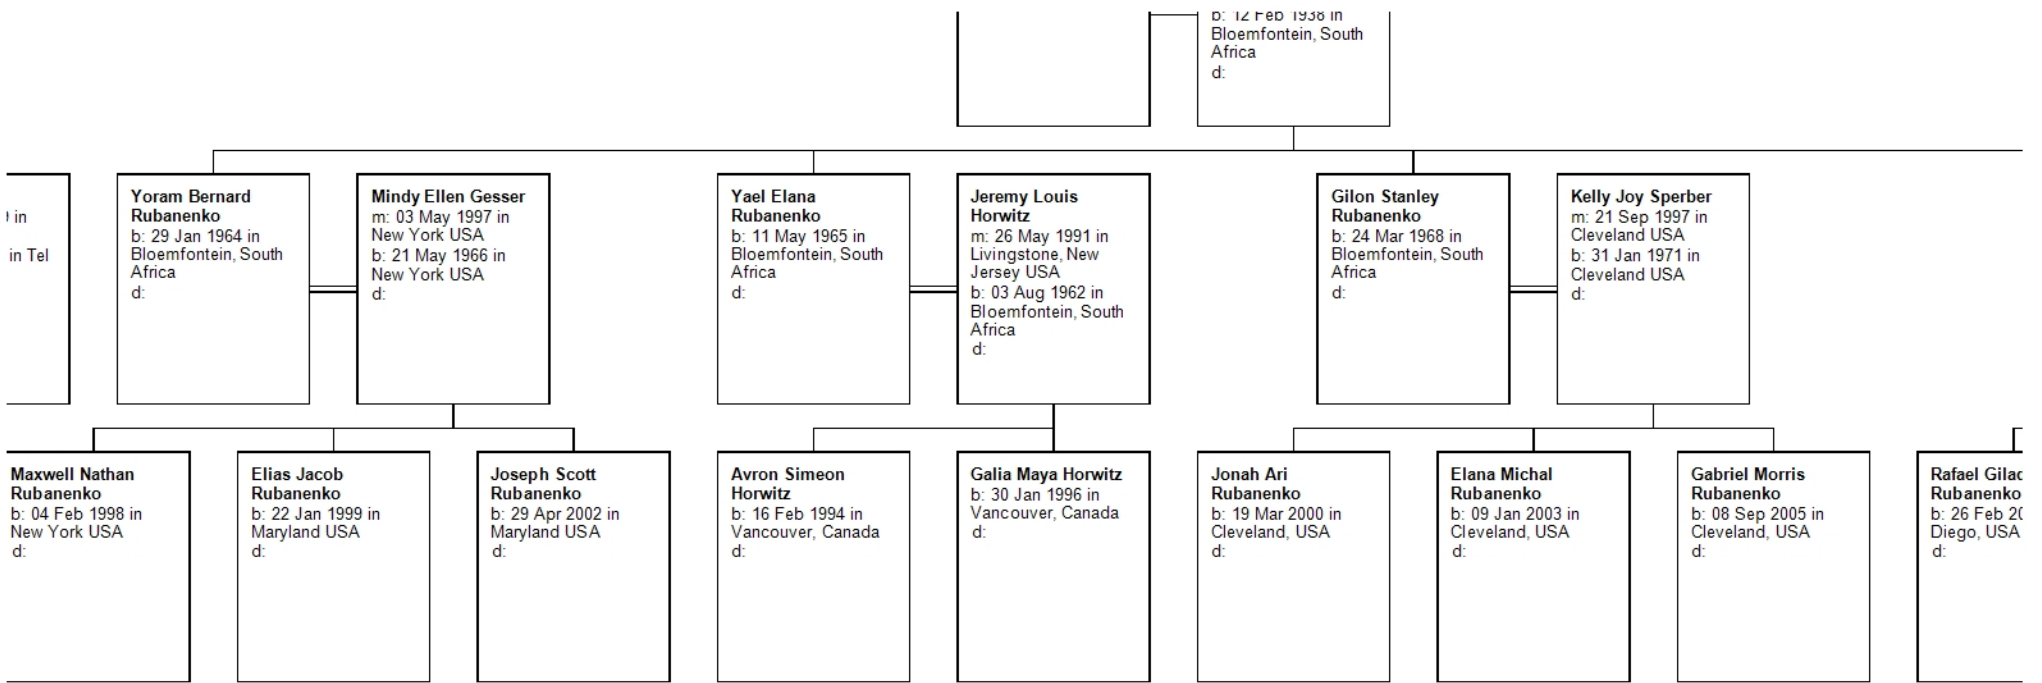 b: 12 Feb 1938 in
Bloemfontein, South
Africa
d:
in
in Tel
Yoram Bernard
Rubanenko
b: 29 Jan 1964 in
Bloemfontein, South
Africa
d:
Mindy Ellen Gesser
m: 03 May 1997 in
New York USA
b: 21 May 1966 in
New York USA
d:
Yael Elana
Rubanenko
b: 11 May 1965 in
Bloemfontein, South
Africa
d:
Jeremy Louis
Horwitz
m: 26 May 1991 in
Livingstone, New
Jersey USA
b: 03 Aug 1962 in
Bloemfontein, South
Africa
d:
Gilon Stanley
Rubanenko
b: 24 Mar 1968 in
Bloemfontein, South
Africa
d:
Kelly Joy Sperber
m: 21 Sep 1997 in
Cleveland USA
b: 31 Jan 1971 in
Cleveland USA
d:
Maxwell Nathan
Rubanenko
b: 04 Feb 1998 in
New York USA
d:
Elias Jacob
Rubanenko
b: 22 Jan 1999 in
Maryland USA
d:
Joseph Scott
Rubanenko
b: 29 Apr 2002 in
Maryland USA
d:
Avron Simeon
Horwitz
b: 16 Feb 1994 in
Vancouver, Canada
d:
Galia Maya Horwitz
b: 30 Jan 1996 in
Vancouver, Canada
d:
Jonah Ari
Rubanenko
b: 19 Mar 2000 in
Cleveland, USA
d:
Elana Michal
Rubanenko
b: 09 Jan 2003 in
Cleveland, USA
d:
Gabriel Morris
Rubanenko
b: 08 Sep 2005 in
Cleveland, USA
d:
Rafael
Rubanenko
b: 26 Feb
Diego, USA
d: